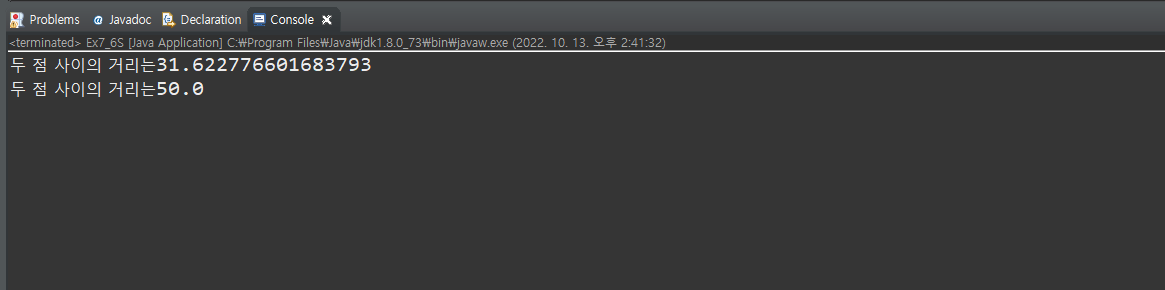 Problems Javadoc Declaration Console
<terminated> Ex7_6S [Java Application] C:₩Program Files₩Java₩jdk1.8.0_73₩bin₩javaw.exe (2022. 10. 13. 오후 2:41:32)
두 점 사이의 거리는31.622776601683793
두 점 사이의 거리는50.0